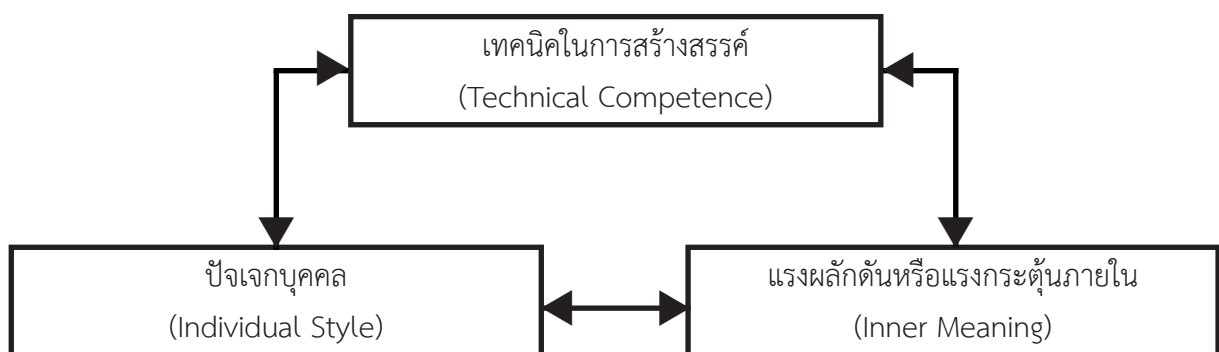 เทคนิคในการสร้างสรรค์
(Technical Competence)
ปัจเจกบุคคล
(Individual Style)
แรงผลักดันหรือแรงกระตุ้นภายใน
(Inner Meaning)